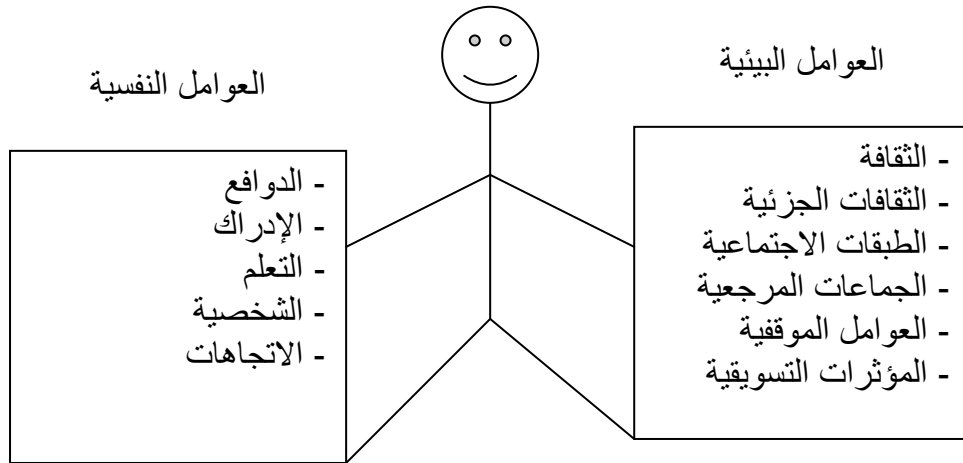 العوامل البيئية
- الثقافة
- الثقافات الجزئية
- الطبقات الاجتماعية
- الجماعات المرجعية
- العوامل الموقفية
- المؤثرات التسويقية
العوامل النفسية
- الدوافع
- الإدراك
- التعلم
- الشخصية
- الاتجاهات